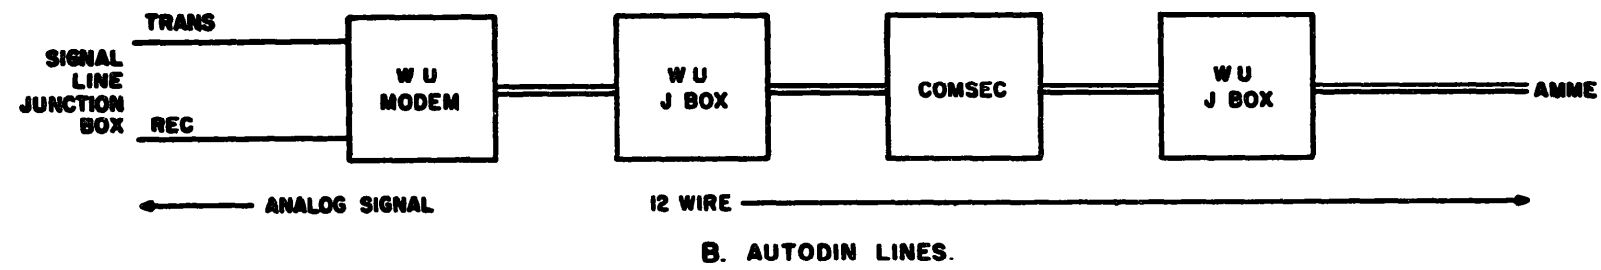 TRANS
SIGNAL
LINE
JUNCTION
BOX
REC
W U
MODEM
W U
J BOX
COMSEC
W U
J BOX
AMME
ANALOG SIGNAL
12 WIRE
B. AUTODIN LINES.